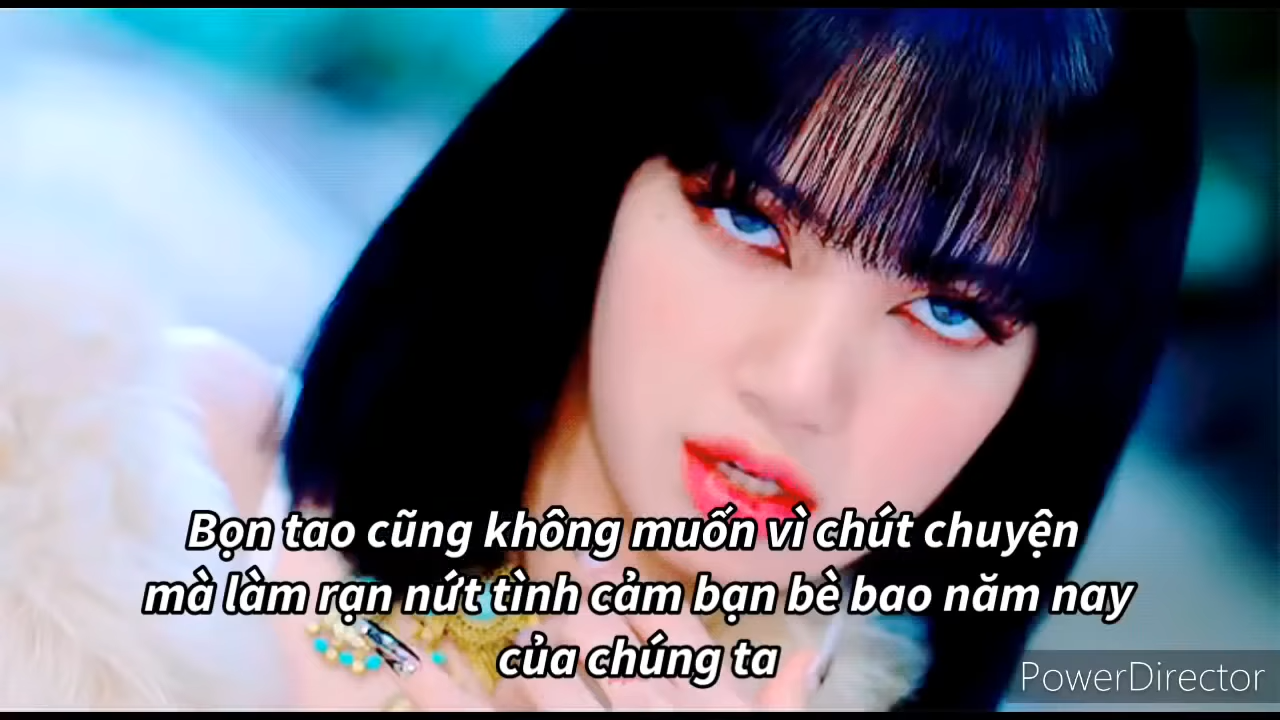 Bọn tao cũng không muốn vì chút chuyện
mà làm rạn nứt tình cảm bạn bè bao năm nay
của chúng ta
PowerDirector